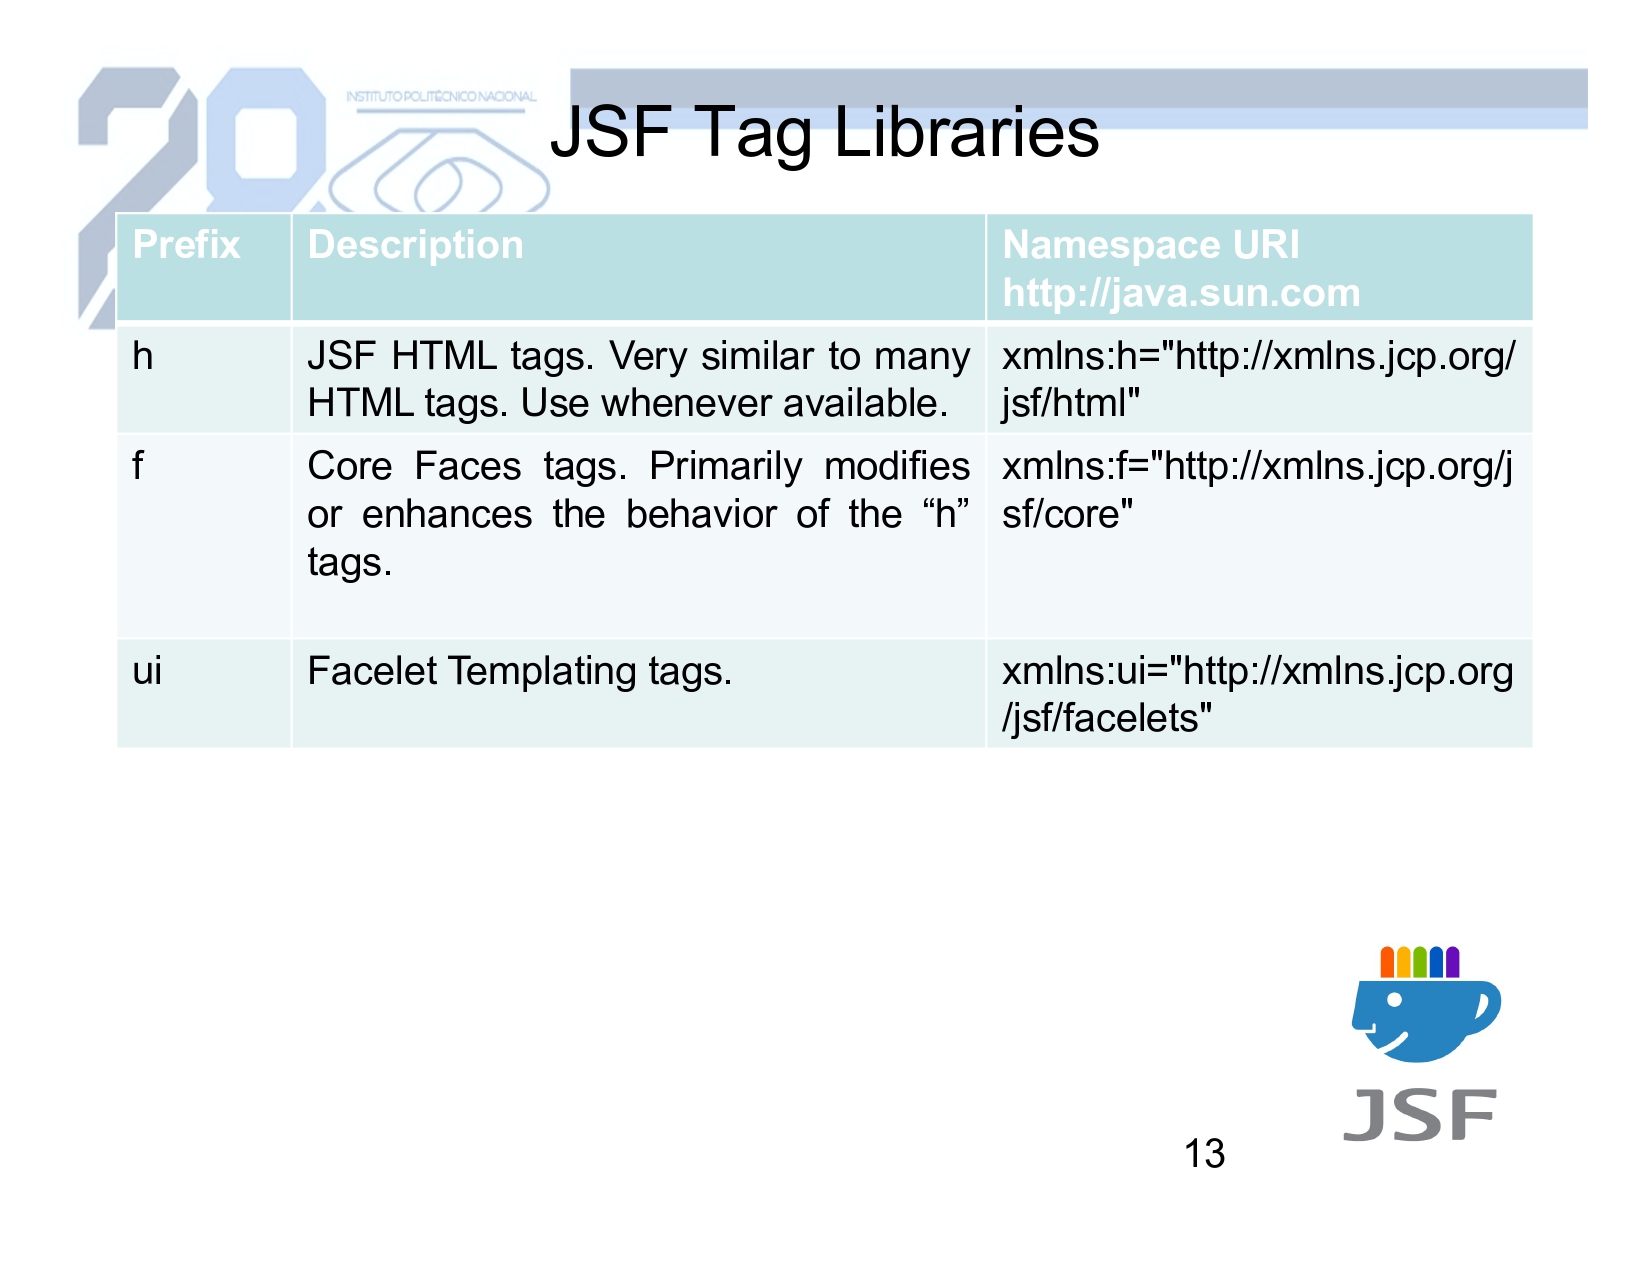 INSTITUTO POLITÉCNICO NACIONAL
JSF Tag Libraries
Prefix
Description
Namespace URI
http://java.sun.com
h
JSF HTML tags. Very similar to many
HTML tags. Use whenever available.
xmlns:h="http://xmlns.jcp.org/
jsf/html"
f
Core Faces tags. Primarily modifies
or enhances the behavior of the “h”
tags.
xmlns:f="http://xmlns.jcp.org/j
sf/core"
ui
Facelet Templating tags.
xmlns:ui="http://xmlns.jcp.org
/jsf/facelets"
JSF
13